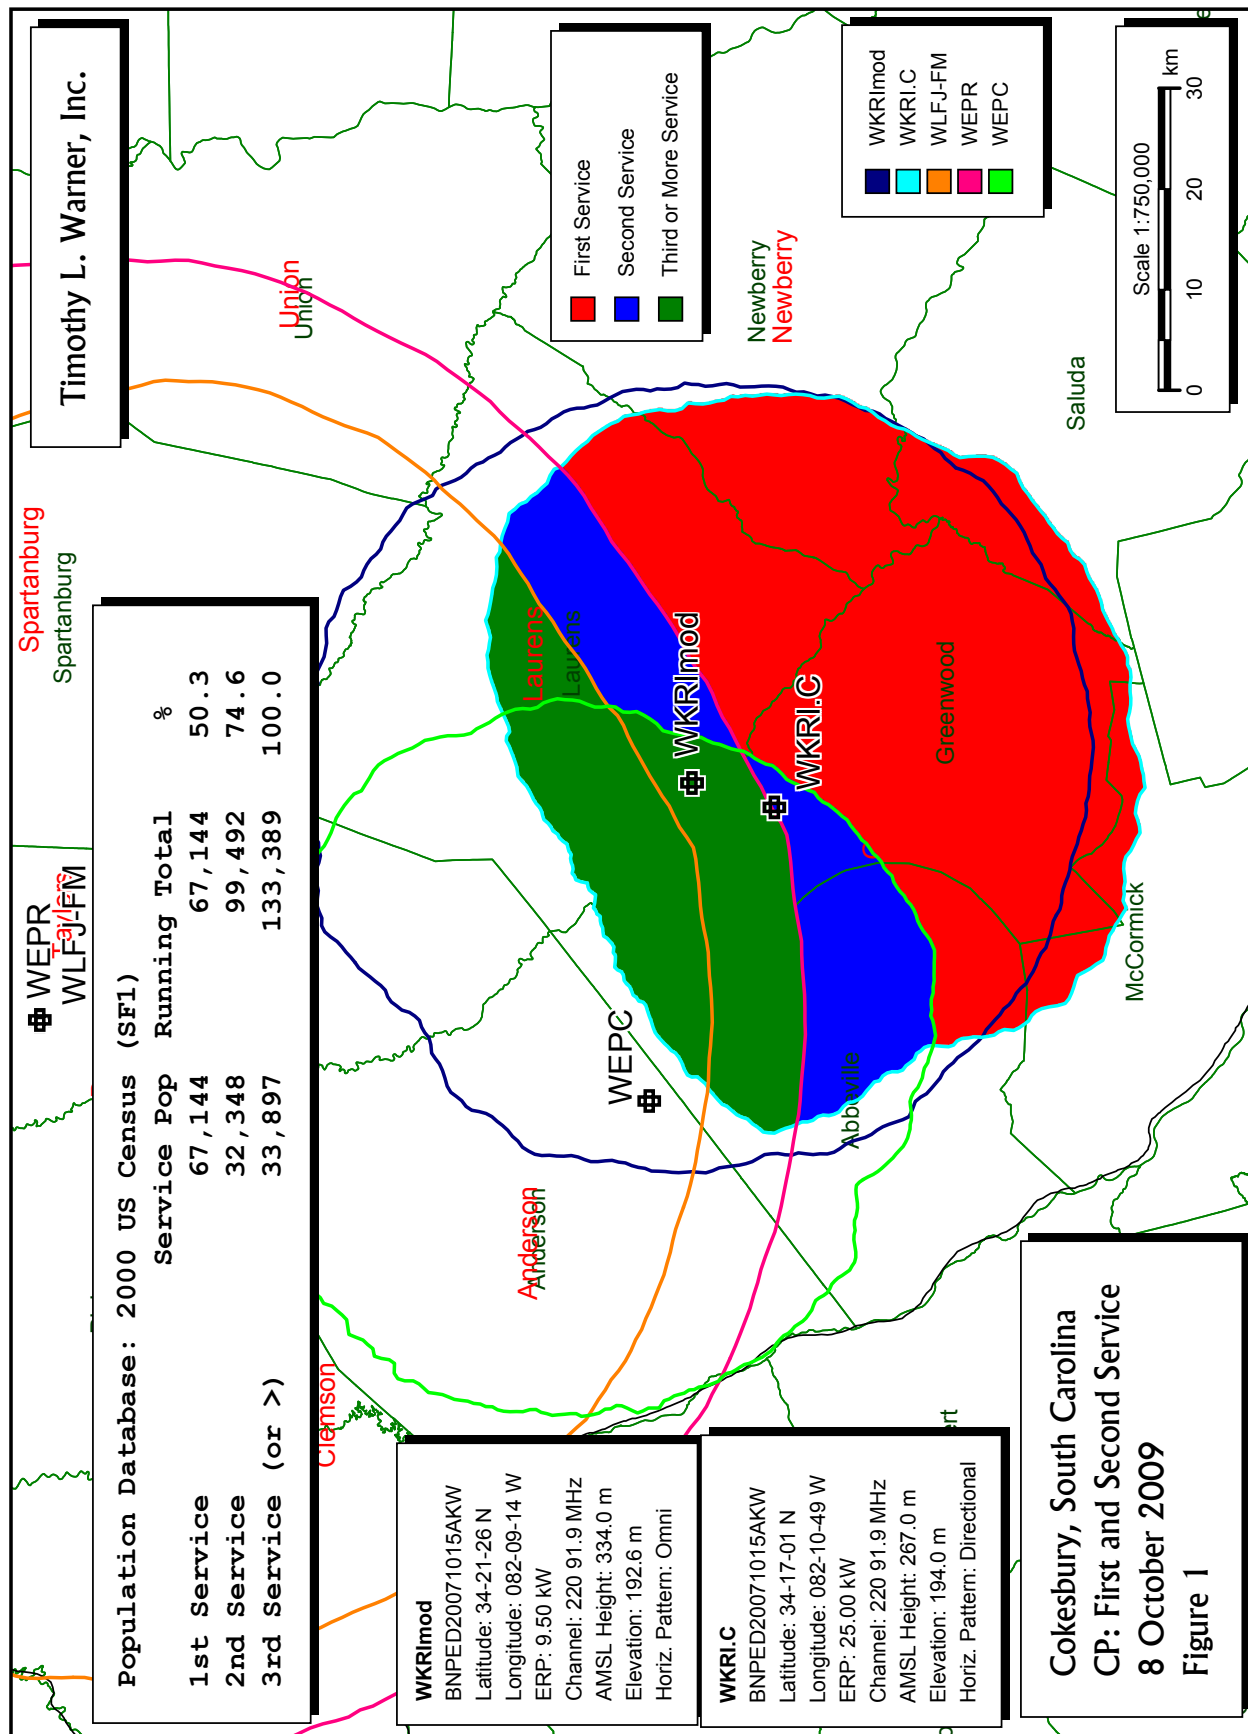 Population Database: 2000 US Census (SF1)
Service Pop Running Total %
1st Service 67,144 67,144 50.3
2nd Service 32,348 99,492 74.6
3rd Service (or >) 33,897 133,389 100.0
Timothy L. Warner, Inc.
WEPR
WLFJ-FM
Taylors
Spartanburg
Spartanburg
Union
Union
Clemson
Anderson
Anderson
WEPC
Laurens
Laurens
WKRImod
WKRI.C
Abbeville
Greenwood
McCormick
Newberry
Newberry
Saluda
First Service
Second Service
Third or More Service
WKRImod
WKRI.C
WLFJ-FM
WEPR
WEPC
Scale 1:750,000
0 10 20 30
km
WKRImod
BNPED20071015AKW
Latitude: 34-21-26 N
Longitude: 082-09-14 W
ERP: 9.50 kW
Channel: 220 91.9 MHz
AMSL Height: 334.0 m
Elevation: 192.6 m
Horiz. Pattern: Omni
WKRI.C
BNPED20071015AKW
Latitude: 34-17-01 N
Longitude: 082-10-49 W
ERP: 25.00 kW
Channel: 220 91.9 MHz
AMSL Height: 267.0 m
Elevation: 194.0 m
Horiz. Pattern: Directional
ert
Cokesbury, South Carolina
CP: First and Second Service
8 October 2009
Figure 1